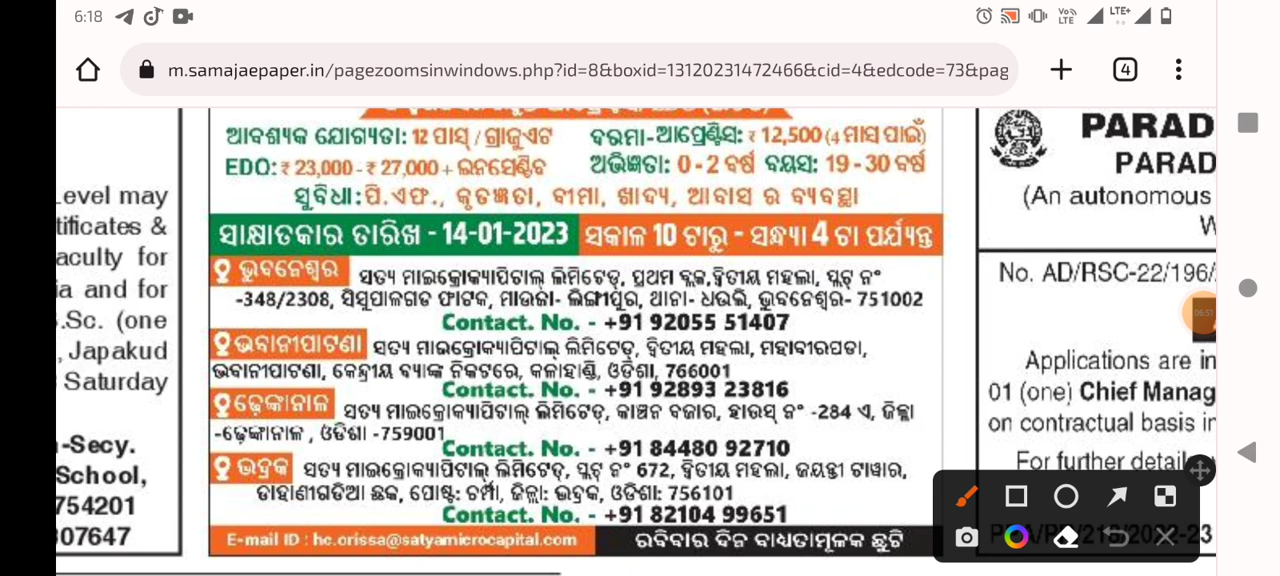 6:18
Vo)) LTE LTE+
m.samajaepaper.in/pagezoomsinwindows.php?id=8&boxid=13120231472466&cid=4&edcode=73&pag
4
ଆବଶ୍ୟକ ଯୋଗ୍ୟତା: 12 ପାସ୍ / ଗ୍ରାଜୁଏଟ ଦରମା-ଆପ୍ରେଣ୍ଟିସ: ₹ 12,500 (4 ମାସ ପାଇଁ)
EDO: ₹ 23,000 - ₹ 27,000 + ଇନସେଣ୍ଟିବ ଅଭିଜ୍ଞତା: 0 - 2 ବର୍ଷ ବୟସ: 19 - 30 ବର୍ଷ
ସୁବିଧା: ପି.ଏଫ., କୃତଜ୍ଞତା, ବୀମା, ଖାଦ୍ୟ, ଆବାସ ର ବ୍ୟବସ୍ଥା
ସାକ୍ଷାତକାର ତାରିଖ - 14-01-2023 ସକାଳ 10 ଟାରୁ - ସନ୍ଧ୍ୟା 4 ଟା ପର୍ଯ୍ୟନ୍ତ
ଭୁବନେଶ୍ୱର ସତ୍ୟ ମାଇକ୍ରୋକ୍ୟାପିଟାଲ୍ ଲିମିଟେଡ୍, ପ୍ରଥମ ବ୍ଲକ,ଦ୍ୱିତୀୟ ମହଲା, ପ୍ଲଟ୍ ନଂ
-348/2308, ସିସୁପାଳଗଡ ଫାଟକ, ମାଉଜା- ଲିଙ୍ଗୀପୁର, ଥାନା- ଧଉଲି, ଭୁବନେଶ୍ୱର- 751002
Contact. No. - +91 92055 51407
ଭବାନୀପାଟଣା ସତ୍ୟ ମାଇକ୍ରୋକ୍ୟାପିଟାଲ୍ ଲିମିଟେଡ୍, ଦ୍ୱିତୀୟ ମହଲା, ମହାବୀରପଡା,
ଭବାନୀପାଟଣା, କେନ୍ଦ୍ରୀୟ ବ୍ୟାଙ୍କ ନିକଟରେ, କଳାହାଣ୍ଡି, ଓଡିଶା, 766001
Contact. No. - +91 92893 23816
ଢ଼େଙ୍କାନାଳ ସତ୍ୟ ମାଇକ୍ରୋକ୍ୟାପିଟାଲ୍ ଲିମିଟେଡ୍, କାଞ୍ଚନ ବଜାର, ହାଉସ୍ ନଂ -284 ଏ, ଜିଲ୍ଲା
-ଢ଼େଙ୍କାନାଳ , ଓଡିଶା -759001
Contact. No. - +91 84480 92710
ଭଦ୍ରକ ସତ୍ୟ ମାଇକ୍ରୋକ୍ୟାପିଟାଲ୍ ଲିମିଟେଡ୍, ପ୍ଲଟ୍ ନଂ 672, ଦ୍ୱିତୀୟ ମହଲା, ଜୟନ୍ତୀ ଟାୱାର,
ଡାହାଣୀଗଡିଆ ଛକ, ପୋଷ୍ଟ: ଚର୍ମ୍ପା, ଜିଲ୍ଲା: ଭଦ୍ରକ, ଓଡିଶା: 756101
Contact. No. - +91 82104 99651
E-mail ID : hc.orissa@satyamicrocapital.com ରବିବାର ଦିନ ବାଧ୍ୟତାମୂଳକ ଛୁଟି
Level may
tificates &
aculty for
ia and for
.Sc. (one
, Japakud
Saturday
-Secy.
School,
754201
07647
PARAD
PARAD
(An autonomous
W
No. AD/RSC-22/196/
06:51
Applications are in
01 (one) Chief Manag
on contractual basis in
For further detail